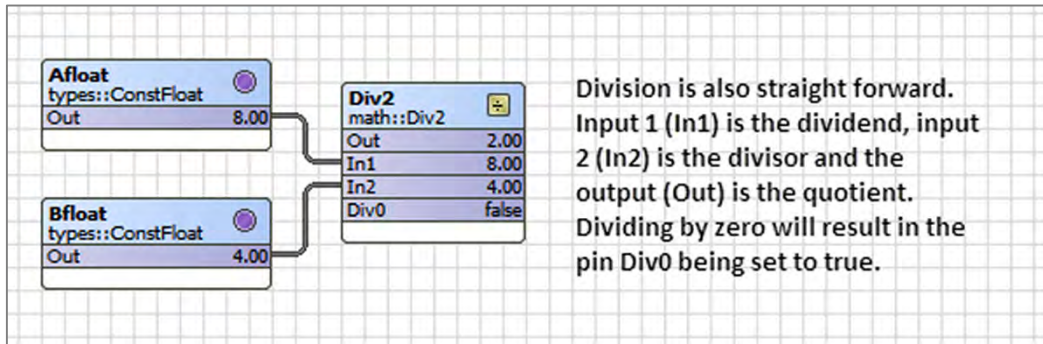 Afloat
types::ConstFloat
Out 8.00
Bfloat
types::ConstFloat
Out 4.00
Div2
math::Div2
Out 2.00
In1 8.00
In2 4.00
Div0 false
Division is also straight forward.
Input 1 (In1) is the dividend, input
2 (In2) is the divisor and the
output (Out) is the quotient.
Dividing by zero will result in the
pin Div0 being set to true.